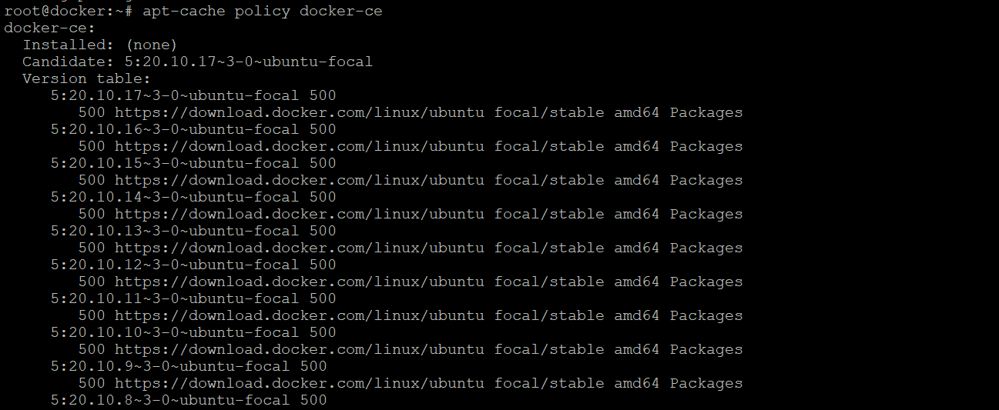 root@docker:~# apt-cache policy docker-ce
docker-ce:
  Installed: (none)
  Candidate: 5:20.10.17~3-0~ubuntu-focal
  Version table:
     5:20.10.17~3-0~ubuntu-focal 500
        500 https://download.docker.com/linux/ubuntu focal/stable amd64 Packages
     5:20.10.16~3-0~ubuntu-focal 500
        500 https://download.docker.com/linux/ubuntu focal/stable amd64 Packages
     5:20.10.15~3-0~ubuntu-focal 500
        500 https://download.docker.com/linux/ubuntu focal/stable amd64 Packages
     5:20.10.14~3-0~ubuntu-focal 500
        500 https://download.docker.com/linux/ubuntu focal/stable amd64 Packages
     5:20.10.13~3-0~ubuntu-focal 500
        500 https://download.docker.com/linux/ubuntu focal/stable amd64 Packages
     5:20.10.12~3-0~ubuntu-focal 500
        500 https://download.docker.com/linux/ubuntu focal/stable amd64 Packages
     5:20.10.11~3-0~ubuntu-focal 500
        500 https://download.docker.com/linux/ubuntu focal/stable amd64 Packages
     5:20.10.10~3-0~ubuntu-focal 500
        500 https://download.docker.com/linux/ubuntu focal/stable amd64 Packages
     5:20.10.9~3-0~ubuntu-focal 500
        500 https://download.docker.com/linux/ubuntu focal/stable amd64 Packages
     5:20.10.8~3-0~ubuntu-focal 500